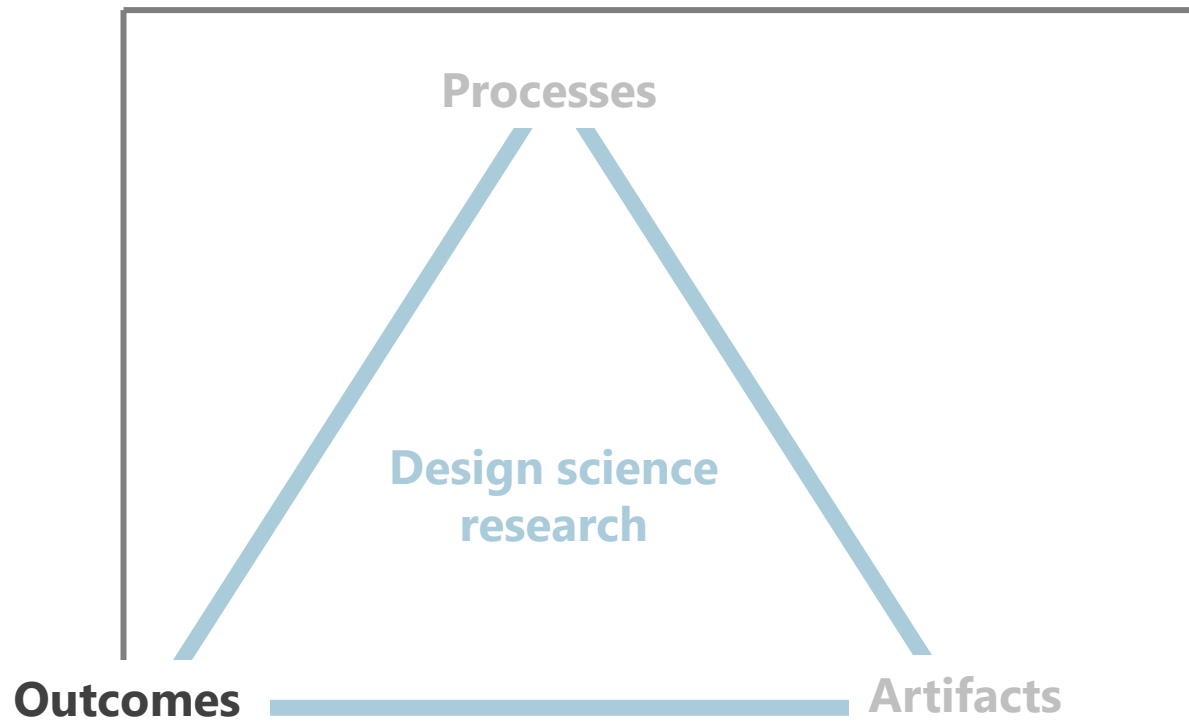 Processes
Design science
research
Outcomes
Artifacts